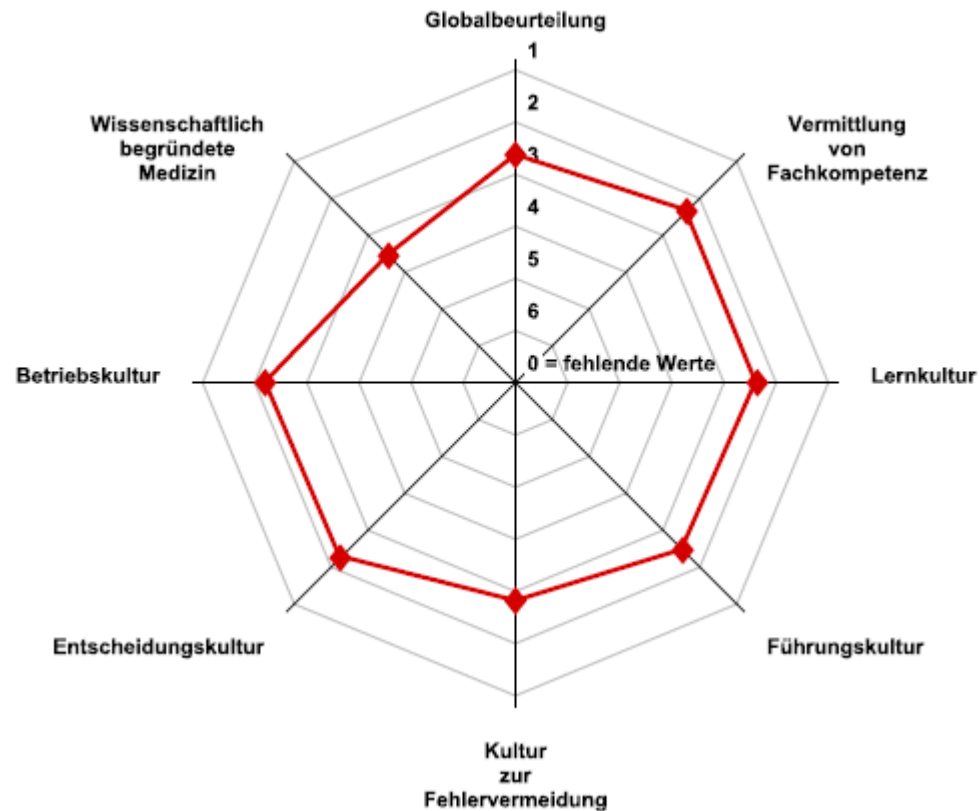 Globalbeurteilung
1
2
3
4
5
6
0 = fehlende Werte
Vermittlung
von
Fachkompetenz
Lernkultur
Führungskultur
Kultur
zur
Fehlervermeidung
Entscheidungskultur
Betriebskultur
Wissenschaftlich
begründete
Medizin